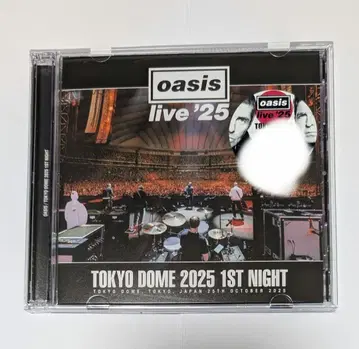 oasis
live '25
oasis
live '25
TOKYO DOME 2025 1ST NIGHT
TOKYO DOME, TOKYO, JAPAN 25TH OCTOBER 2025